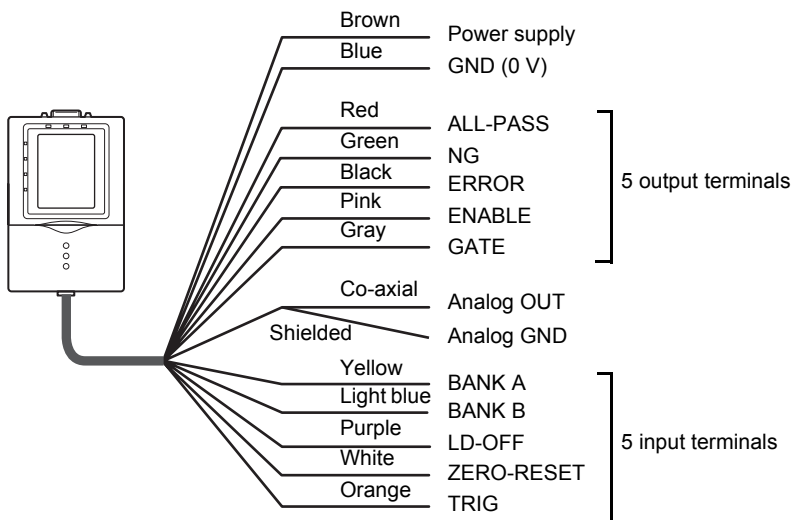 Brown Power supply
Blue GND (0 V)
Red ALL-PASS
Green NG
Black ERROR
Pink ENABLE
Gray GATE
5 output terminals
Co-axial Analog OUT
Shielded Analog GND
Yellow BANK A
Light blue BANK B
Purple LD-OFF
White ZERO-RESET
Orange TRIG
5 input terminals